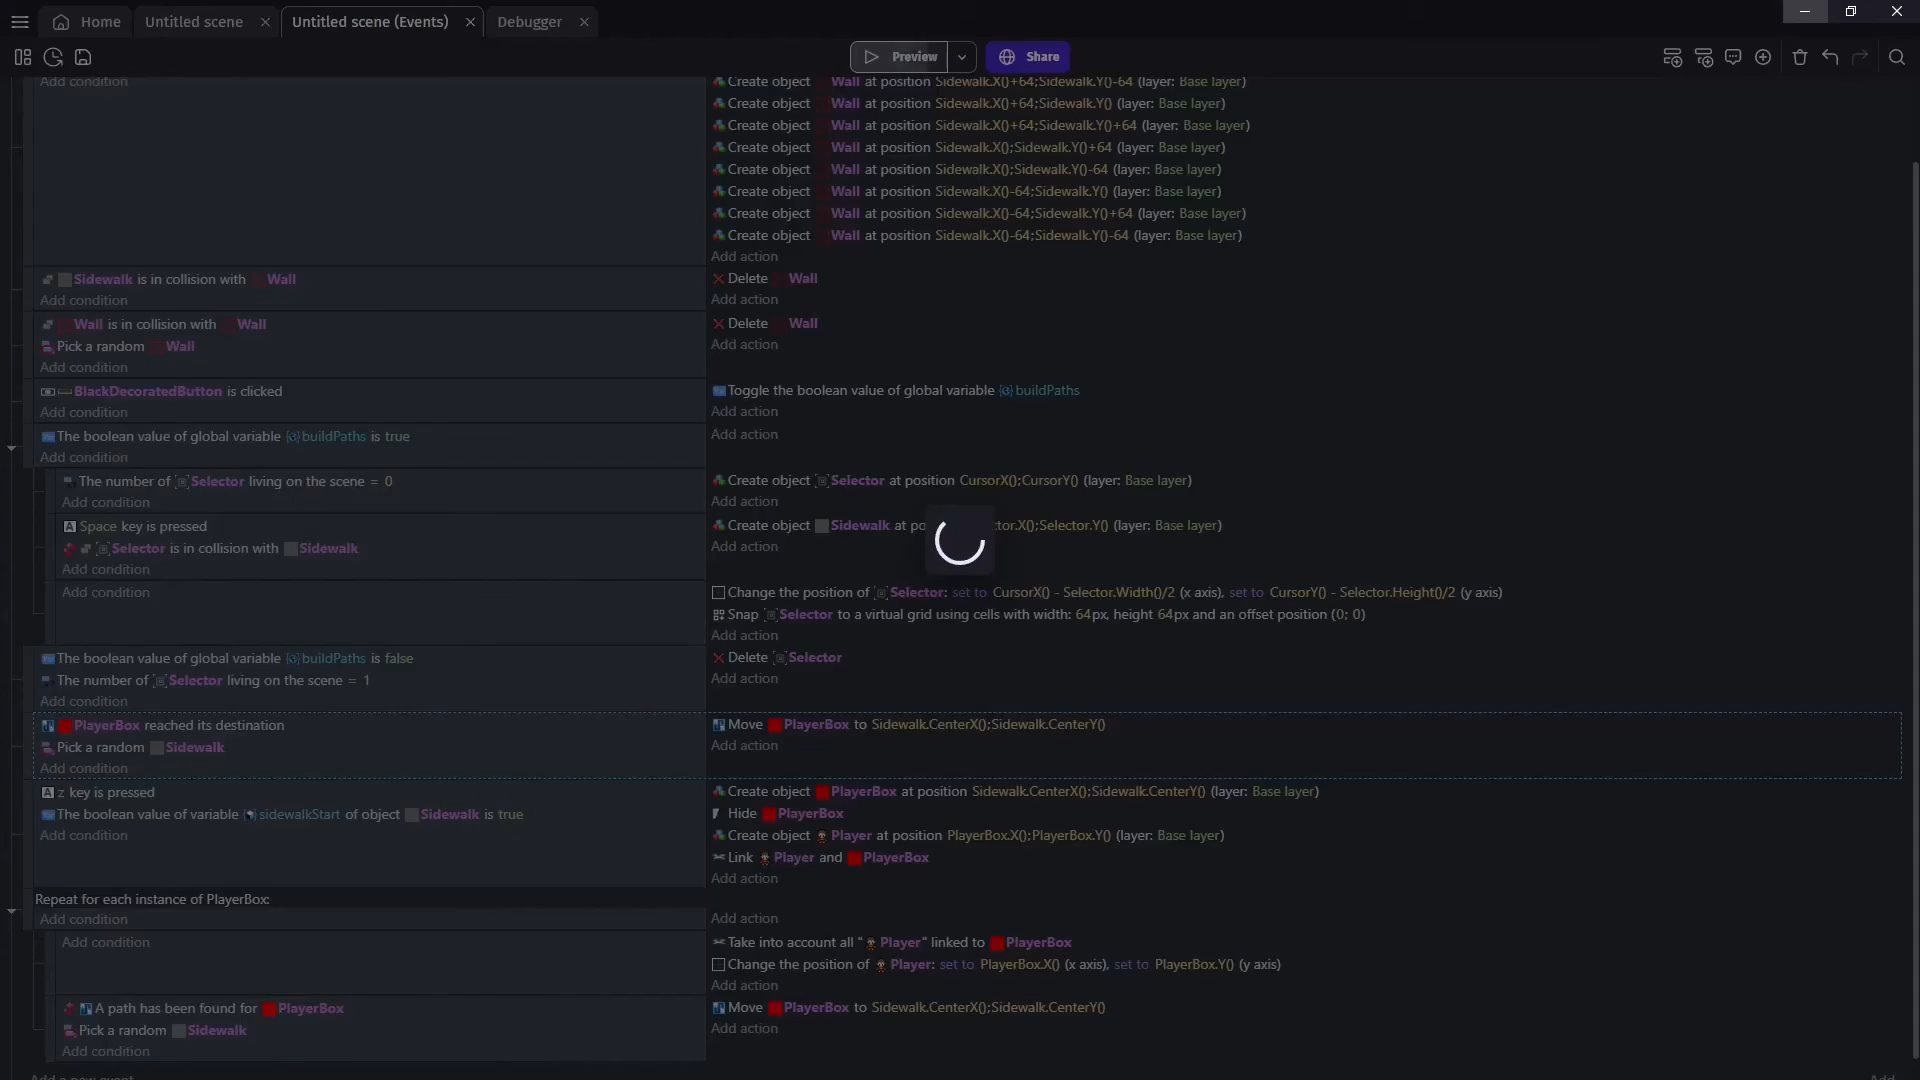 Home
Untitled scene
Untitled scene (Events)
Debugger
Preview
Share
Add condition
Create object Wall at position Sidewalk.X()+64;Sidewalk.Y()-64 (layer: Base layer)
Create object Wall at position Sidewalk.X()+64;Sidewalk.Y() (layer: Base layer)
Create object Wall at position Sidewalk.X()+64;Sidewalk.Y()+64 (layer: Base layer)
Create object Wall at position Sidewalk.X();Sidewalk.Y()+64 (layer: Base layer)
Create object Wall at position Sidewalk.X();Sidewalk.Y()-64 (layer: Base layer)
Create object Wall at position Sidewalk.X()-64;Sidewalk.Y() (layer: Base layer)
Create object Wall at position Sidewalk.X()-64;Sidewalk.Y()+64 (layer: Base layer)
Create object Wall at position Sidewalk.X()-64;Sidewalk.Y()-64 (layer: Base layer)
Add action
Sidewalk is in collision with Wall
Add condition
Delete Wall
Add action
Wall is in collision with Wall
Pick a random Wall
Add condition
Delete Wall
Add action
BlackDecoratedButton is clicked
Add condition
Toggle the boolean value of global variable buildPaths
Add action
The boolean value of global variable buildPaths is true
Add condition
Add action
The number of Selector living on the scene = 0
Add condition
Create object Selector at position CursorX();CursorY() (layer: Base layer)
Add action
Space key is pressed
Selector is in collision with Sidewalk
Add condition
Create object Sidewalk at po tor.X();Selector.Y() (layer: Base layer)
Add action
Add condition
Change the position of Selector: set to CursorX() - Selector.Width()/2 (x axis), set to CursorY() - Selector.Height()/2 (y axis)
Snap Selector to a virtual grid using cells with width: 64px, height 64px and an offset position (0; 0)
Add action
The boolean value of global variable buildPaths is false
The number of Selector living on the scene = 1
Add condition
Delete Selector
Add action
PlayerBox reached its destination
Pick a random Sidewalk
Add condition
Move PlayerBox to Sidewalk.CenterX();Sidewalk.CenterY()
Add action
z key is pressed
The boolean value of variable sidewalkStart of object Sidewalk is true
Add condition
Create object PlayerBox at position Sidewalk.CenterX();Sidewalk.CenterY() (layer: Base layer)
Hide PlayerBox
Create object Player at position PlayerBox.X();PlayerBox.Y() (layer: Base layer)
Link Player and PlayerBox
Add action
Repeat for each instance of PlayerBox:
Add condition
Add action
Add condition
Take into account all "Player" linked to PlayerBox
Change the position of Player: set to PlayerBox.X() (x axis), set to PlayerBox.Y() (y axis)
Add action
A path has been found for PlayerBox
Pick a random Sidewalk
Add condition
Move PlayerBox to Sidewalk.CenterX();Sidewalk.CenterY()
Add action
Add a new event
Add